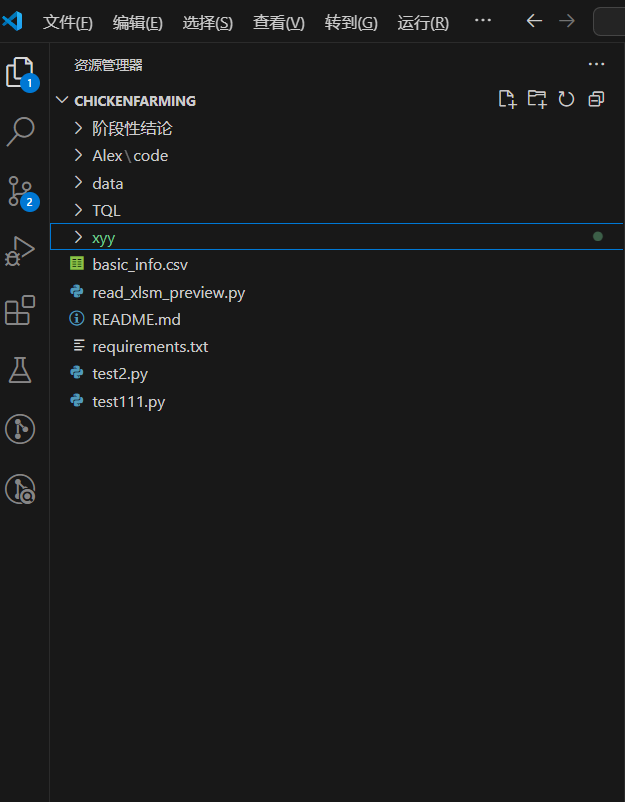 文件(F) 编辑(E) 选择(S) 查看(V) 转到(G) 运行(R) ···
资源管理器 ···
1
CHICKENFARMING
阶段性结论
Alex\code
data
2
TQL
xyy
basic_info.csv
read_xlsm_preview.py
README.md
requirements.txt
test2.py
test111.py